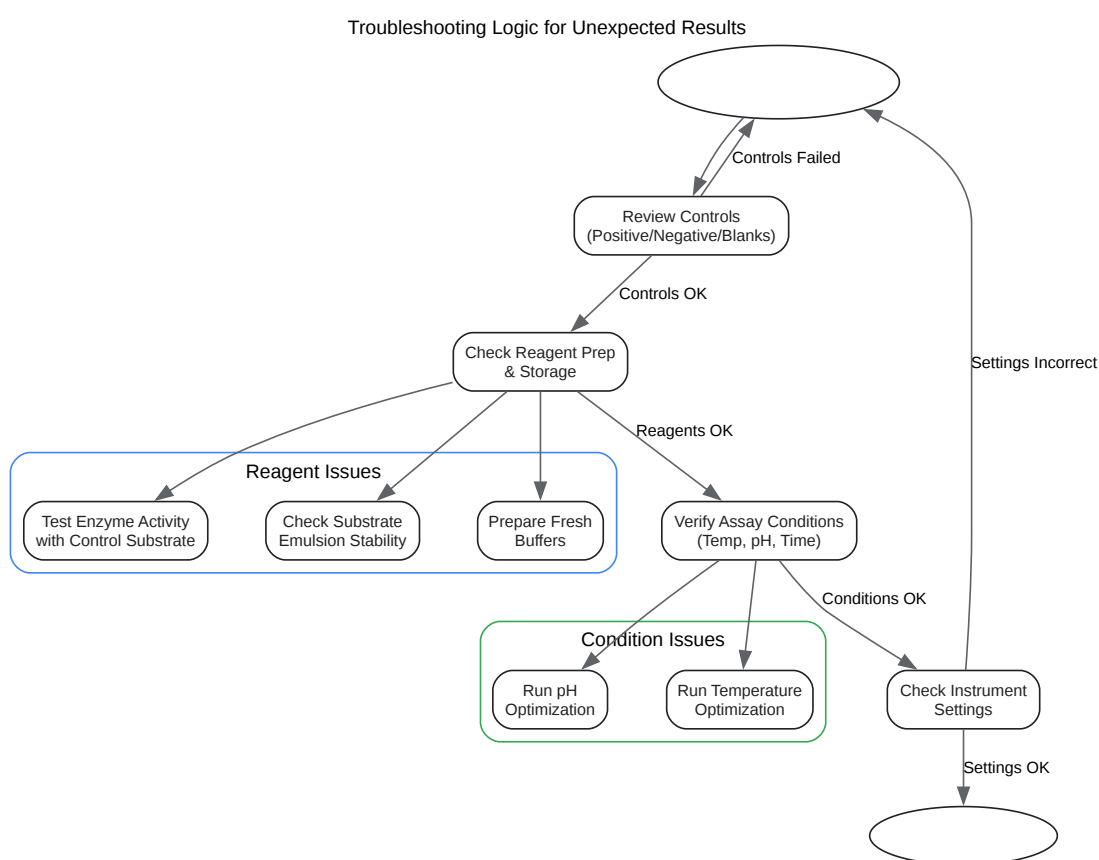 Troubleshooting Logic for Unexpected Results
Controls Failed
Review Controls
(Positive/Negative/Blanks)
Controls OK
Check Reagent Prep
& Storage
Settings Incorrect
Reagents OK
Reagent Issues
Test Enzyme Activity
with Control Substrate
Check Substrate
Emulsion Stability
Prepare Fresh
Buffers
Verify Assay Conditions
(Temp, pH, Time)
Conditions OK
Condition Issues
Run pH
Optimization
Run Temperature
Optimization
Check Instrument
Settings
Settings OK